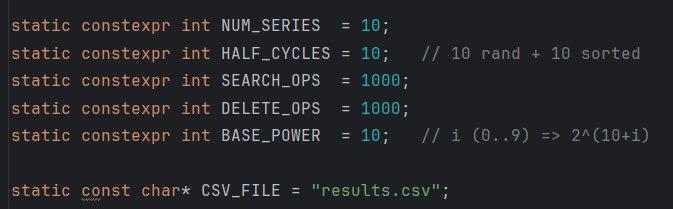 static constexpr int NUM_SERIES  = 10;
static constexpr int HALF_CYCLES = 10;   // 10 rand + 10 sorted
static constexpr int SEARCH_OPS  = 1000;
static constexpr int DELETE_OPS  = 1000;
static constexpr int BASE_POWER  = 10;   // i (0..9) => 2^(10+i)
static const char* CSV_FILE = "results.csv";